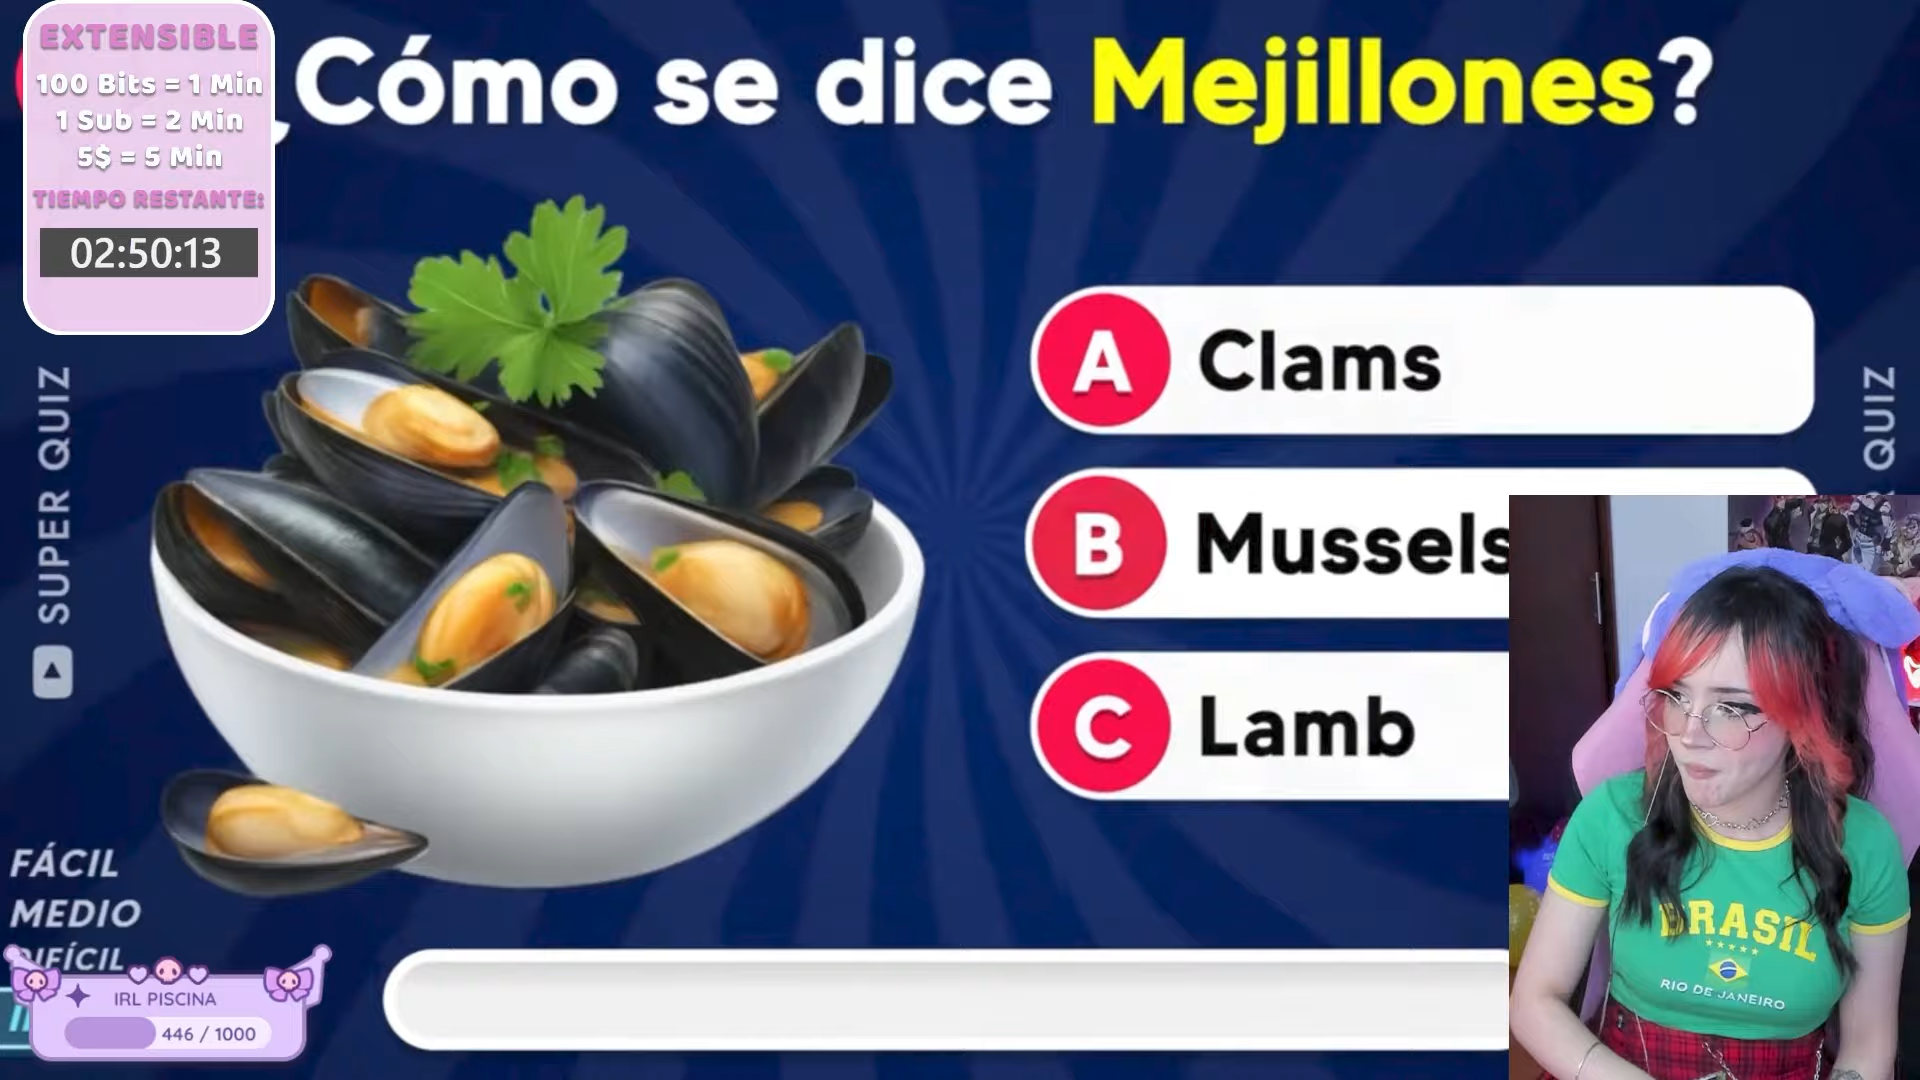 EXTENSIBLE
100 Bits = 1 Min
1 Sub = 2 Min
5$ = 5 Min
TIEMPO RESTANTE:
02:50:13
¿Cómo se dice Mejillones?
SUPER QUIZ
A Clams
B Mussels
C Lamb
QUIZ
FÁCIL
MEDIO
DIFÍCIL
IRL PISCINA
446 / 1000
BRASIL
RIO DE JANEIRO